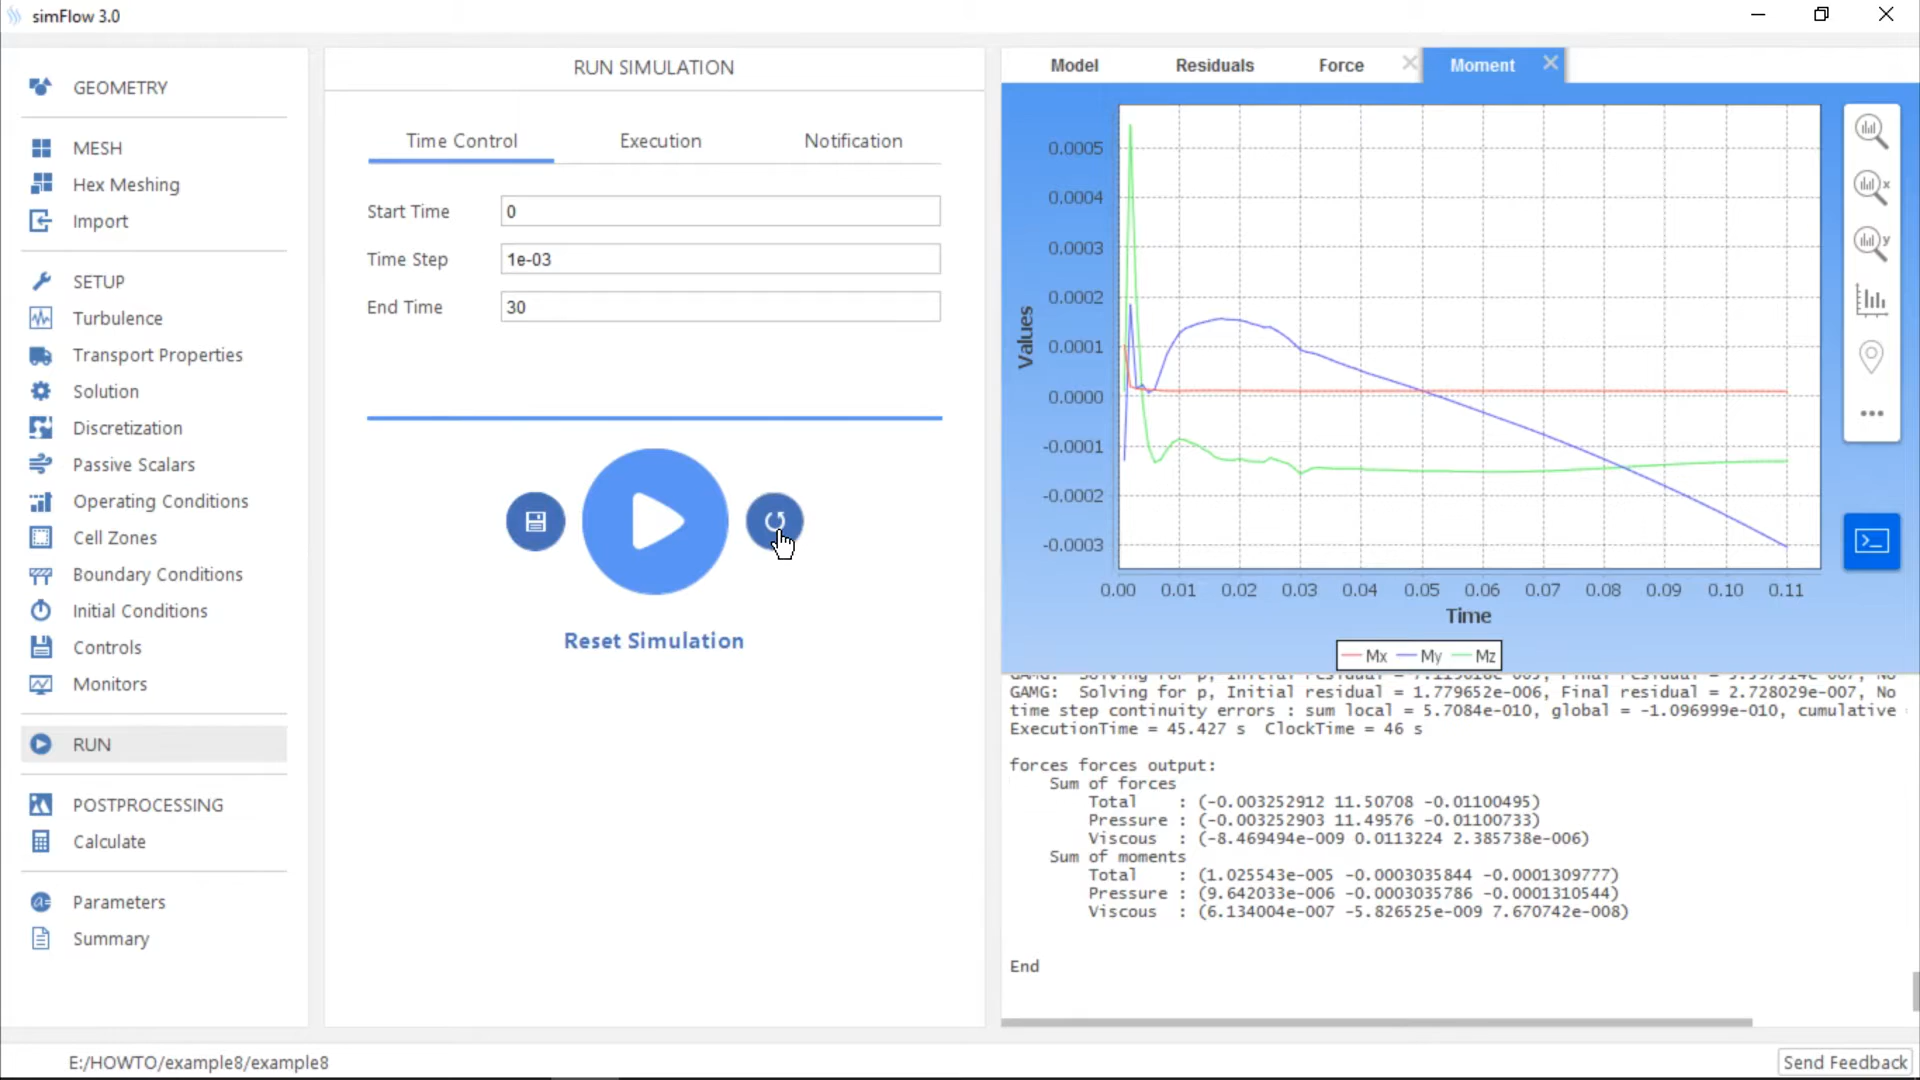 simFlow 3.0
GEOMETRY
MESH
Hex Meshing
Import
SETUP
Turbulence
Transport Properties
Solution
Discretization
Passive Scalars
Operating Conditions
Cell Zones
Boundary Conditions
Initial Conditions
Controls
Monitors
RUN
POSTPROCESSING
Calculate
Parameters
Summary
RUN SIMULATION
Time Control Execution Notification
Start Time 0
Time Step 1e-03
End Time 30
Reset Simulation
Model Residuals Force Moment
0.0005
0.0004
0.0003
0.0002
0.0001
0.0000
-0.0001
-0.0002
-0.0003
Values
0.00 0.01 0.02 0.03 0.04 0.05 0.06 0.07 0.08 0.09 0.10 0.11
Time
Mx My Mz
x
y
GAMG: Solving for p, Initial residual = 1.779652e-006, Final residual = 2.728029e-007, No
time step continuity errors : sum local = 5.7084e-010, global = -1.096999e-010, cumulative
ExecutionTime = 45.427 s ClockTime = 46 s
forces forces output:
Sum of forces
Total : (-0.003252912 11.50708 -0.01100495)
Pressure : (-0.003252903 11.49576 -0.01100733)
Viscous : (-8.469494e-009 0.0113224 2.385738e-006)
Sum of moments
Total : (1.025543e-005 -0.0003035844 -0.0001309777)
Pressure : (9.642033e-006 -0.0003035786 -0.0001310544)
Viscous : (6.134004e-007 -5.826525e-009 7.670742e-008)
End
E:/HOWTO/example8/example8
Send Feedback